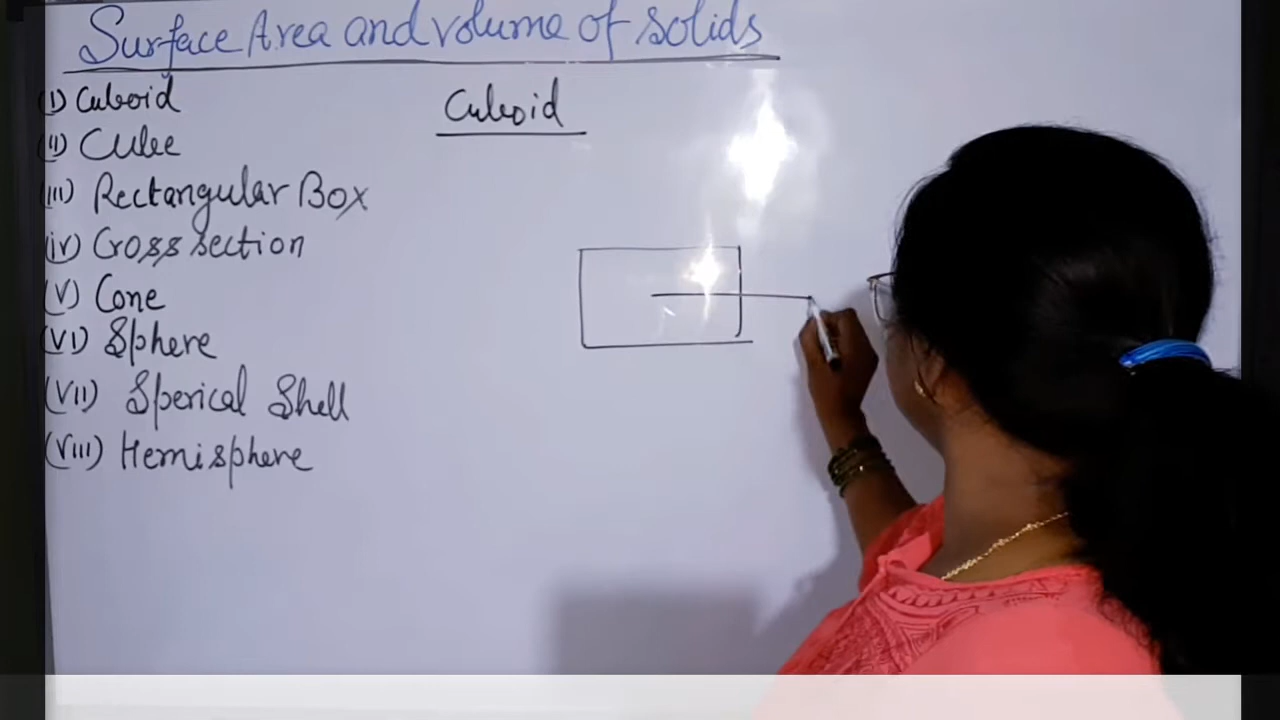 Surface Area and volume of solids
(I) Cuboid
(II) Cube
(III) Rectangular Box
(iv) Cross section
(V) Cone
(VI) Sphere
(VII) Sperical Shell
(VIII) Hemisphere
Cuboid